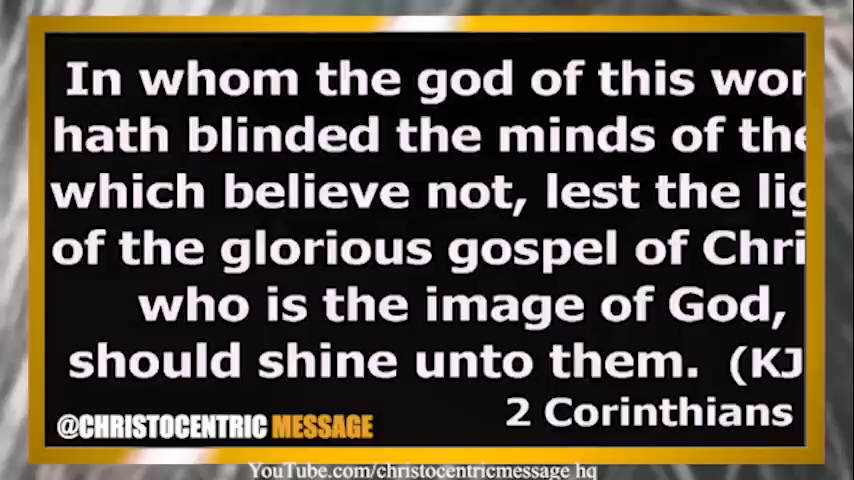 In whom the god of this wor
hath blinded the minds of the
which believe not, lest the lig
of the glorious gospel of Chri
who is the image of God,
should shine unto them. (KJ
2 Corinthians
@CHRISTOCENTRIC MESSAGE
YouTube.com/christocentricmessage hq